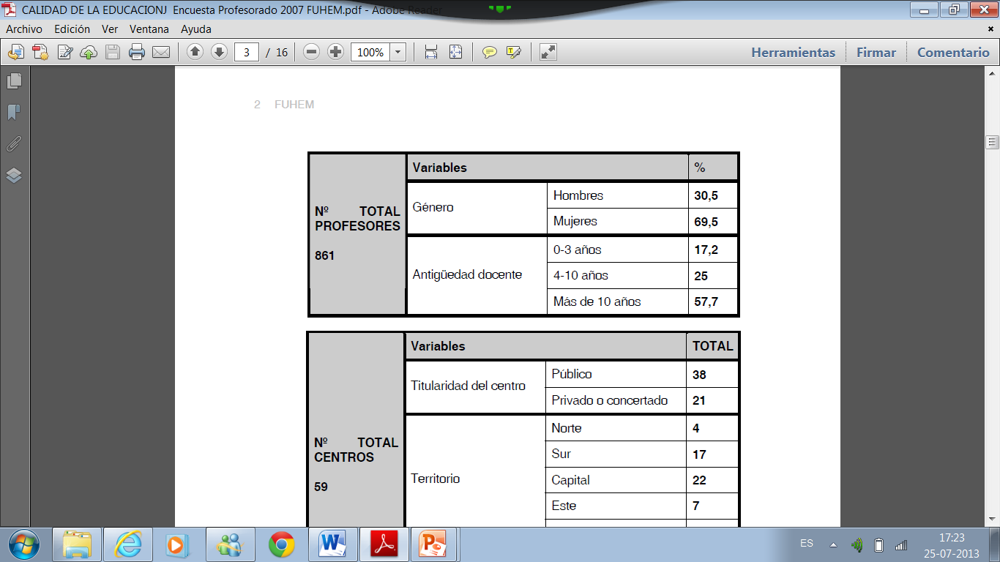 CALIDAD DE LA EDUCACIONJ Encuesta Profesorado 2007 FUHEM.pdf - Adobe Reader
Archivo Edición Ver Ventana Ayuda
3 / 16 100% Herramientas Firmar Comentario
2 FUHEM
Variables %
Nº TOTAL PROFESORES
861
Género
Hombres 30,5
Mujeres 69,5
Antigüedad docente
0-3 años 17,2
4-10 años 25
Más de 10 años 57,7
Variables TOTAL
Nº TOTAL CENTROS
59
Titularidad del centro
Público 38
Privado o concertado 21
Territorio
Norte 4
Sur 17
Capital 22
Este 7
ES 17:23
25-07-2013